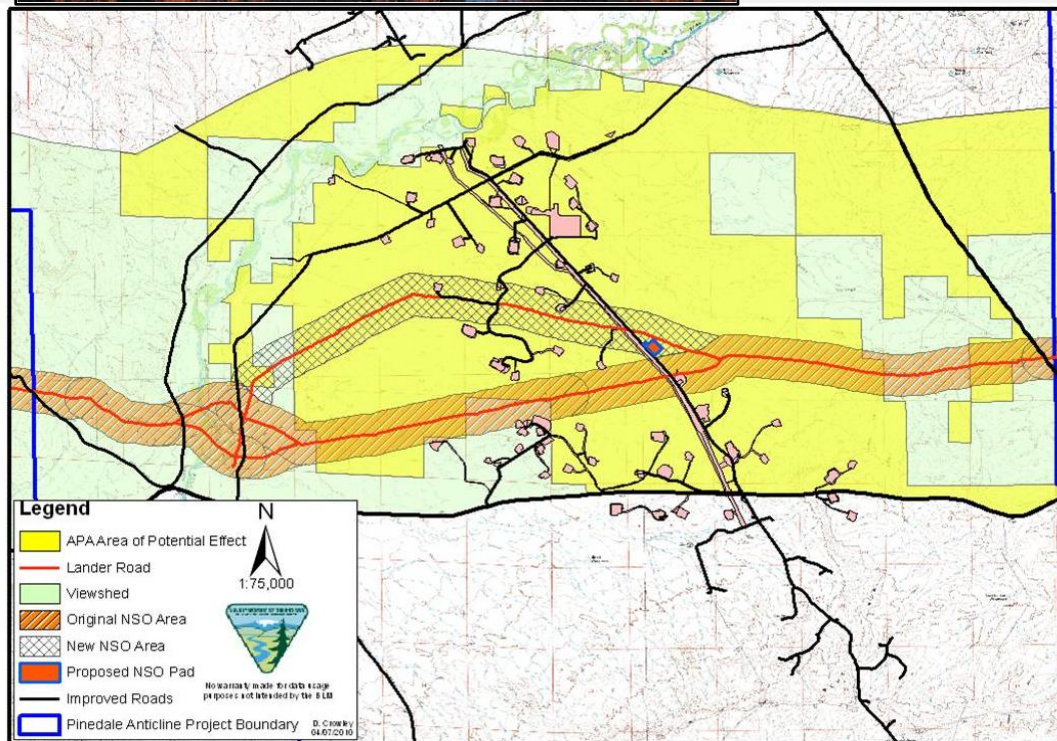 Legend
APA Area of Potential Effect
Lander Road
Viewshed
Original NSO Area
New NSO Area
Proposed NSO Pad
Improved Roads
Pinedale Anticline Project Boundary
N
1:75,000
No warranty made for data usage
purposes not intended by the BLM
D. Crowley
04/07/2010